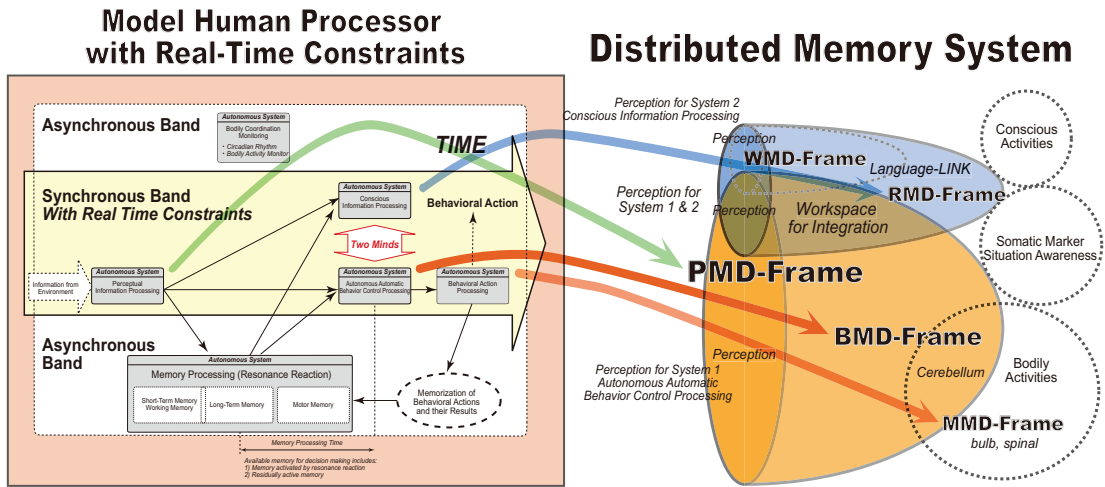 Model Human Processor
with Real-Time Constraints
Asynchronous Band
Autonomous System
Bodily Coordination
Monitoring
・Circadian Rhythm
・Bodily Activity Monitor
TIME
Synchronous Band
With Real Time Constraints
Autonomous System
Conscious
Information Processing
Behavioral Action
Two Minds
Information from
Environment
Autonomous System
Perceptual
Information Processing
Autonomous System
Autonomous Automatic
Behavior Control Processing
Autonomous System
Behavioral Action
Processing
Asynchronous
Band
Autonomous System
Memory Processing (Resonance Reaction)
Short-Term Memory
Working Memory
Long-Term Memory
Motor Memory
Memorization of
Behavioral Actions
and their Results
Memory Processing Time
Available memory for decision making includes:
1) Memory activated by resonance reaction
2) Residually active memory
Distributed Memory System
Perception for System 2
Conscious Information Processing
Perception
WMD-Frame
Language-LINK
RMD-Frame
Conscious
Activities
Perception for
System 1 & 2
Perception
Workspace
for Integration
Somatic Marker
Situation Awareness
PMD-Frame
BMD-Frame
Perception
Perception for System 1
Autonomous Automatic
Behavior Control Processing
Cerebellum
Bodily
Activities
MMD-Frame
bulb, spinal